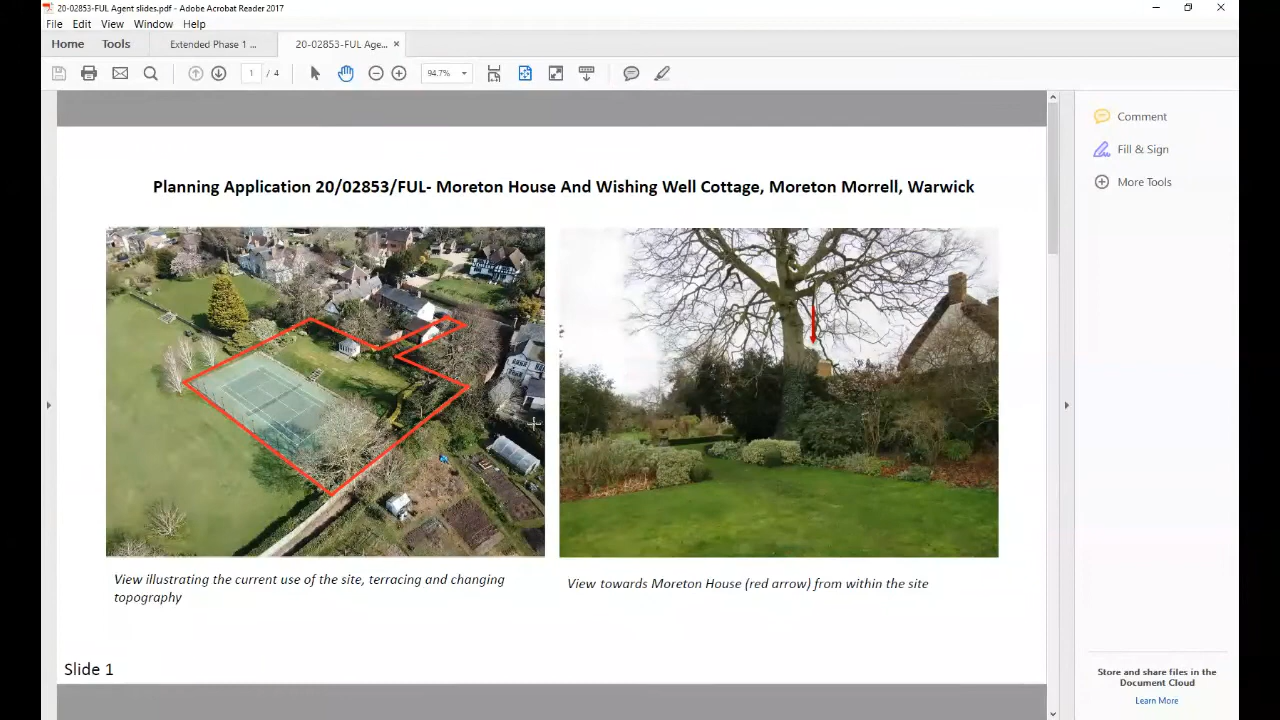 20-02853-FUL Agent slides.pdf - Adobe Acrobat Reader 2017
File Edit View Window Help
Home Tools Extended Phase 1 ... 20-02853-FUL Age... ×
1 / 4 94.7%
Comment
Fill & Sign
More Tools
Planning Application 20/02853/FUL- Moreton House And Wishing Well Cottage, Moreton Morrell, Warwick
View illustrating the current use of the site, terracing and changing
topography
View towards Moreton House (red arrow) from within the site
Slide 1
Store and share files in the
Document Cloud
Learn More